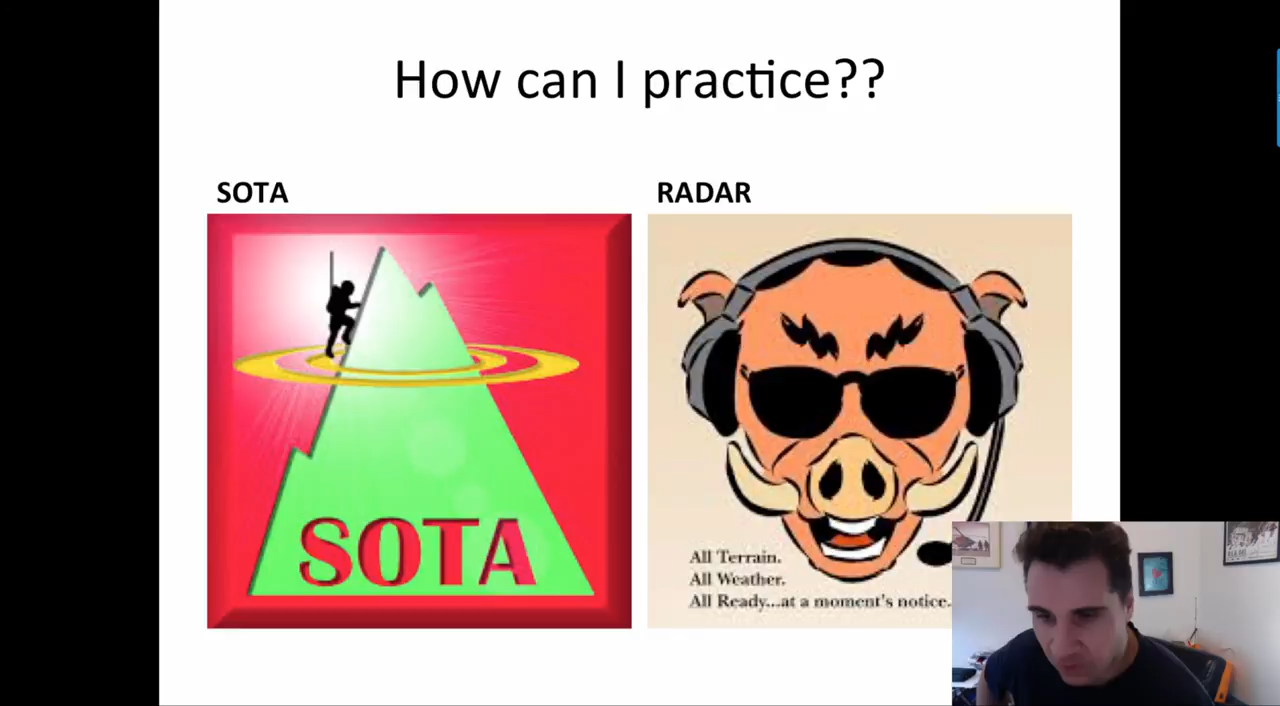 How can I practice??
SOTA
RADAR
SOTA
All Terrain.
All Weather.
All Ready...at a moment's notice.